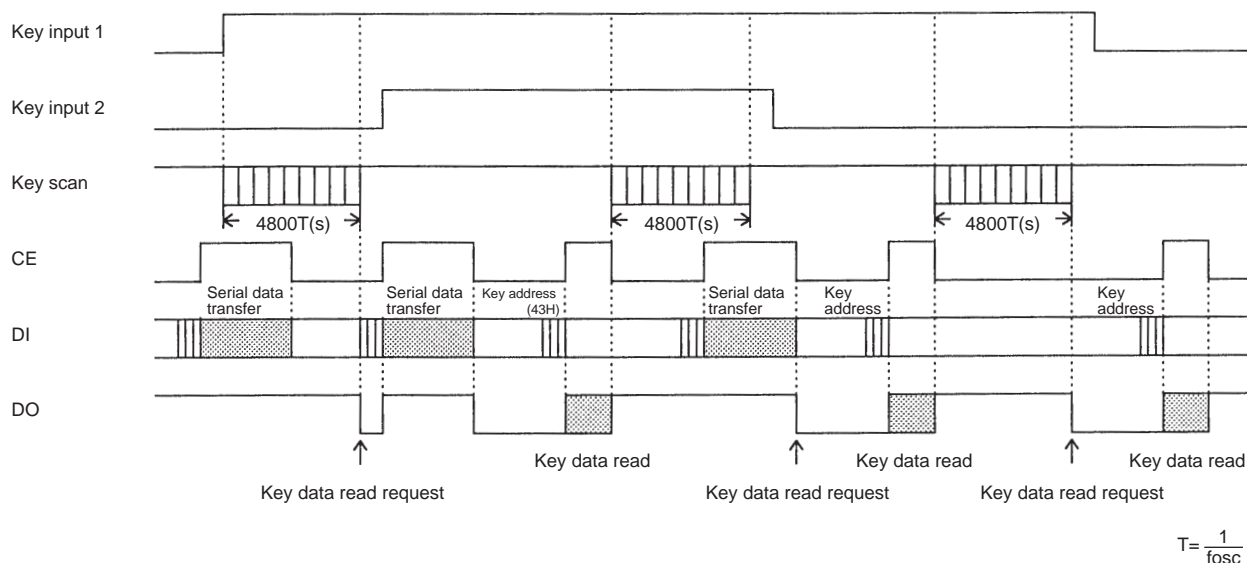 Key input 1
Key input 2
Key scan
4800T(s)
4800T(s)
4800T(s)
CE
Serial data
transfer
Serial data
transfer
Key address
(43H)
Serial data
transfer
Key
address
Key
address
DI
DO
Key data read
Key data read
Key data read
Key data read request
Key data read request
Key data read request
T= 1
fosc